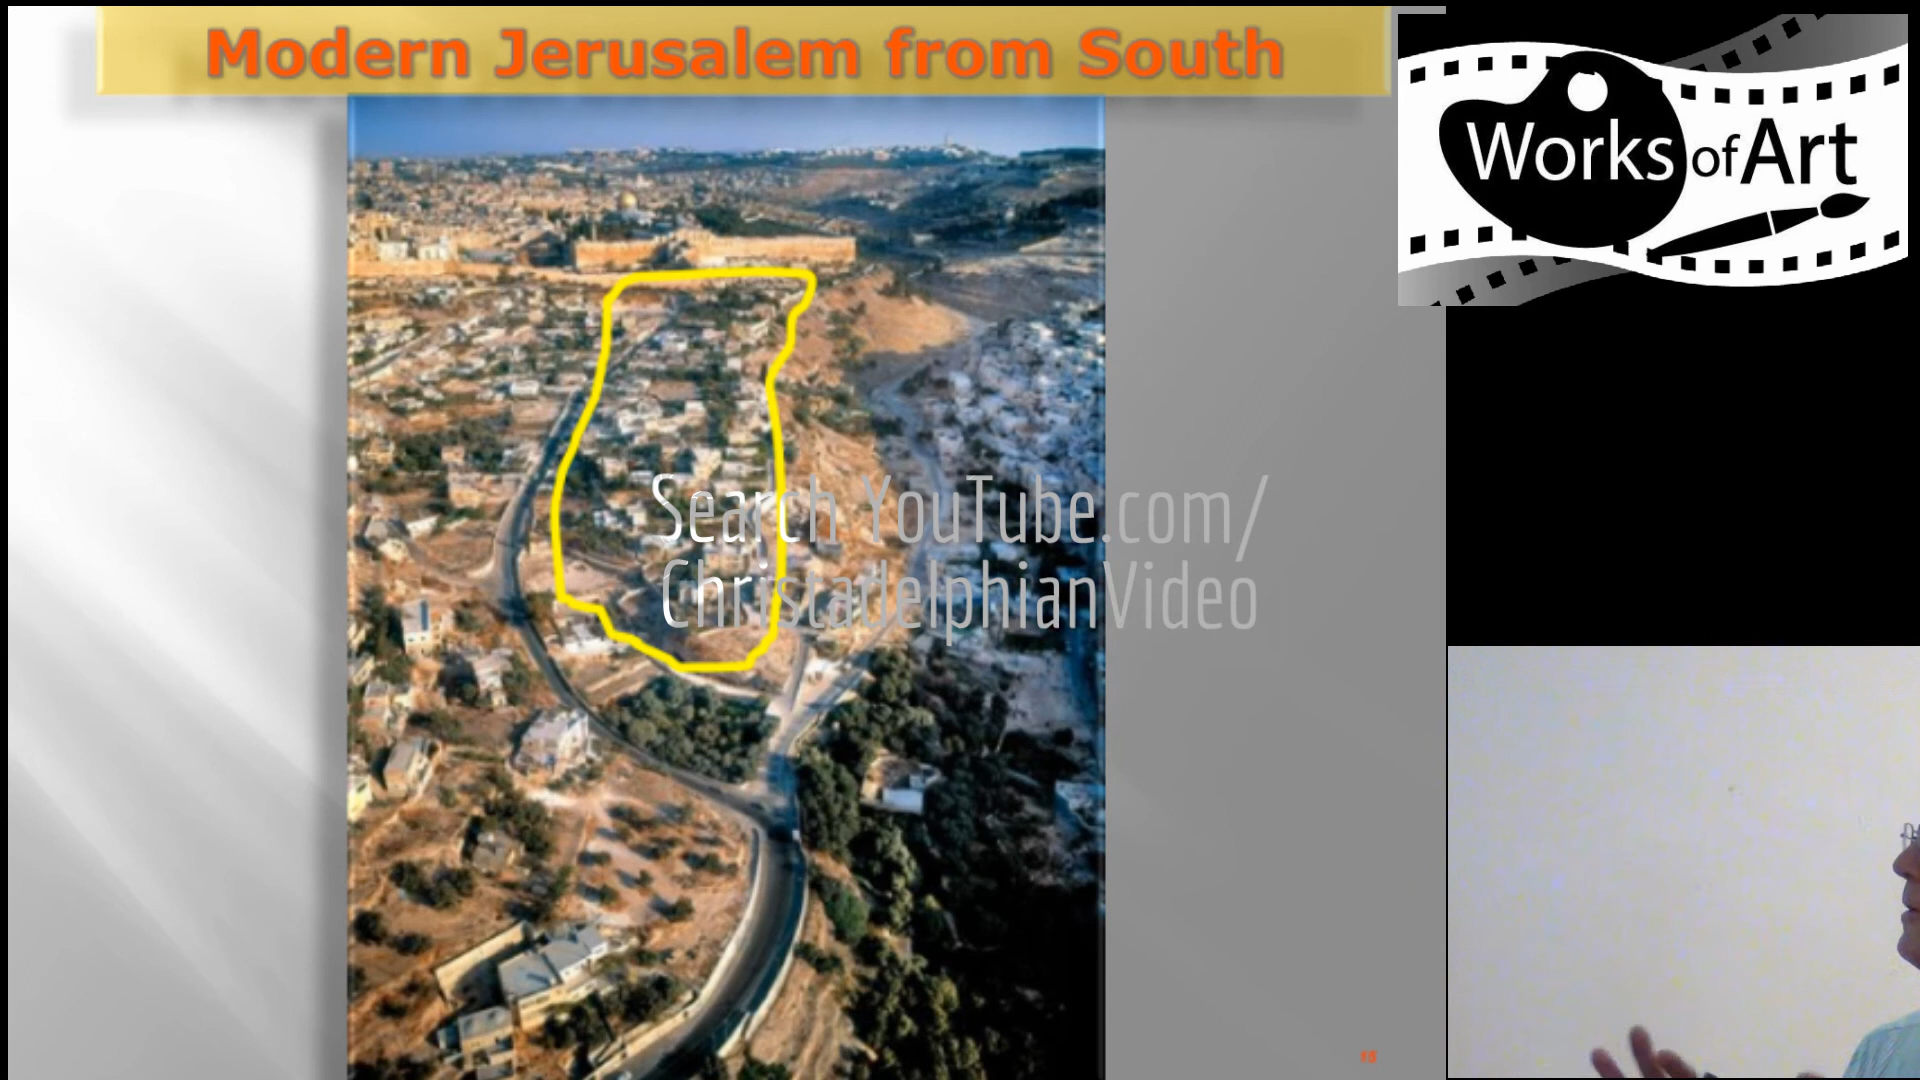 Modern Jerusalem from South
Works of Art
Search YouTube.com/
ChristadelphianVideo